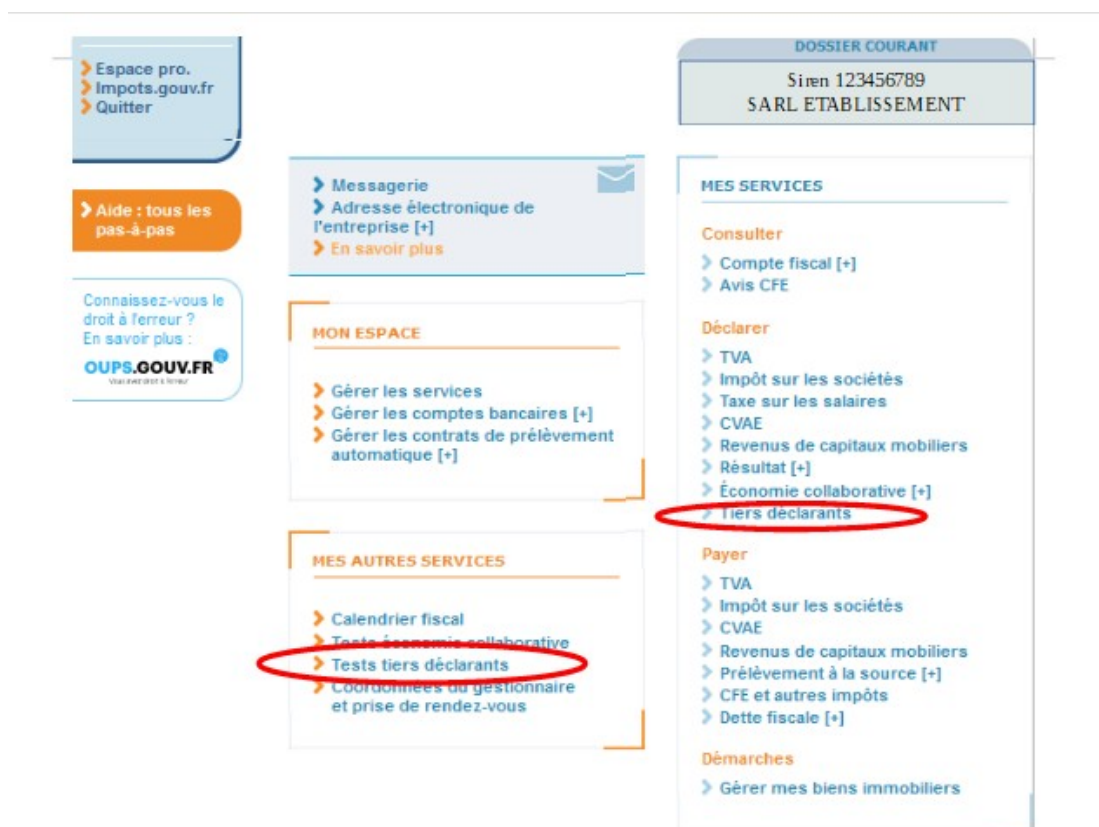 Espace pro.
Impots.gouv.fr
Quitter
Aide : tous les
pas-à-pas
Connaissez-vous le
droit à l'erreur ?
En savoir plus :
OUPS.GOUV.FR
Vous avez droit à l'erreur
Messagerie
Adresse électronique de
l'entreprise [+]
En savoir plus
MON ESPACE
Gérer les services
Gérer les comptes bancaires [+]
Gérer les contrats de prélèvement
automatique [+]
MES AUTRES SERVICES
Calendrier fiscal
Tests économie collaborative
Tests tiers déclarants
Coordonnées du gestionnaire
et prise de rendez-vous
DOSSIER COURANT
Siren 123456789
SARL ETABLISSEMENT
MES SERVICES
Consulter
Compte fiscal [+]
Avis CFE
Déclarer
TVA
Impôt sur les sociétés
Taxe sur les salaires
CVAE
Revenus de capitaux mobiliers
Résultat [+]
Économie collaborative [+]
Tiers déclarants
Payer
TVA
Impôt sur les sociétés
CVAE
Revenus de capitaux mobiliers
Prélèvement à la source [+]
CFE et autres impôts
Dette fiscale [+]
Démarches
Gérer mes biens immobiliers